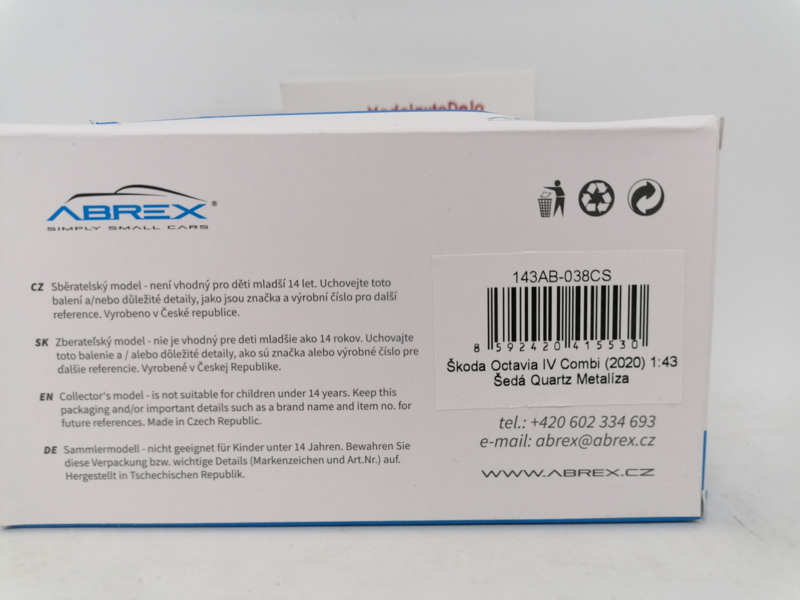 ModelautoDoJo
ABREX®
SIMPLY SMALL CARS
CZ Sběratelský model - není vhodný pro děti mladší 14 let. Uchovejte toto
balení a/nebo důležité detaily, jako jsou značka a výrobní číslo pro další
reference. Vyrobeno v České republice.
SK Zberateľský model - nie je vhodný pre deti mladšie ako 14 rokov. Uchovajte
toto balenie a / alebo dôležité detaily, ako sú značka alebo výrobné číslo pre
ďalšie referencie. Vyrobené v Českej Republike.
EN Collector's model - is not suitable for children under 14 years. Keep this
packaging and/or important details such as a brand name and item no. for
future references. Made in Czech Republic.
DE Sammlermodell - nicht geeignet für Kinder unter 14 Jahren. Bewahren Sie
diese Verpackung bzw. wichtige Details (Markenzeichen und Art.Nr.) auf.
Hergestellt in Tschechischen Republik.
143AB-038CS
8 592420 415530
Škoda Octavia IV Combi (2020) 1:43
Šedá Quartz Metalíza
tel.: +420 602 334 693
e-mail: abrex@abrex.cz
WWW.ABREX.CZ